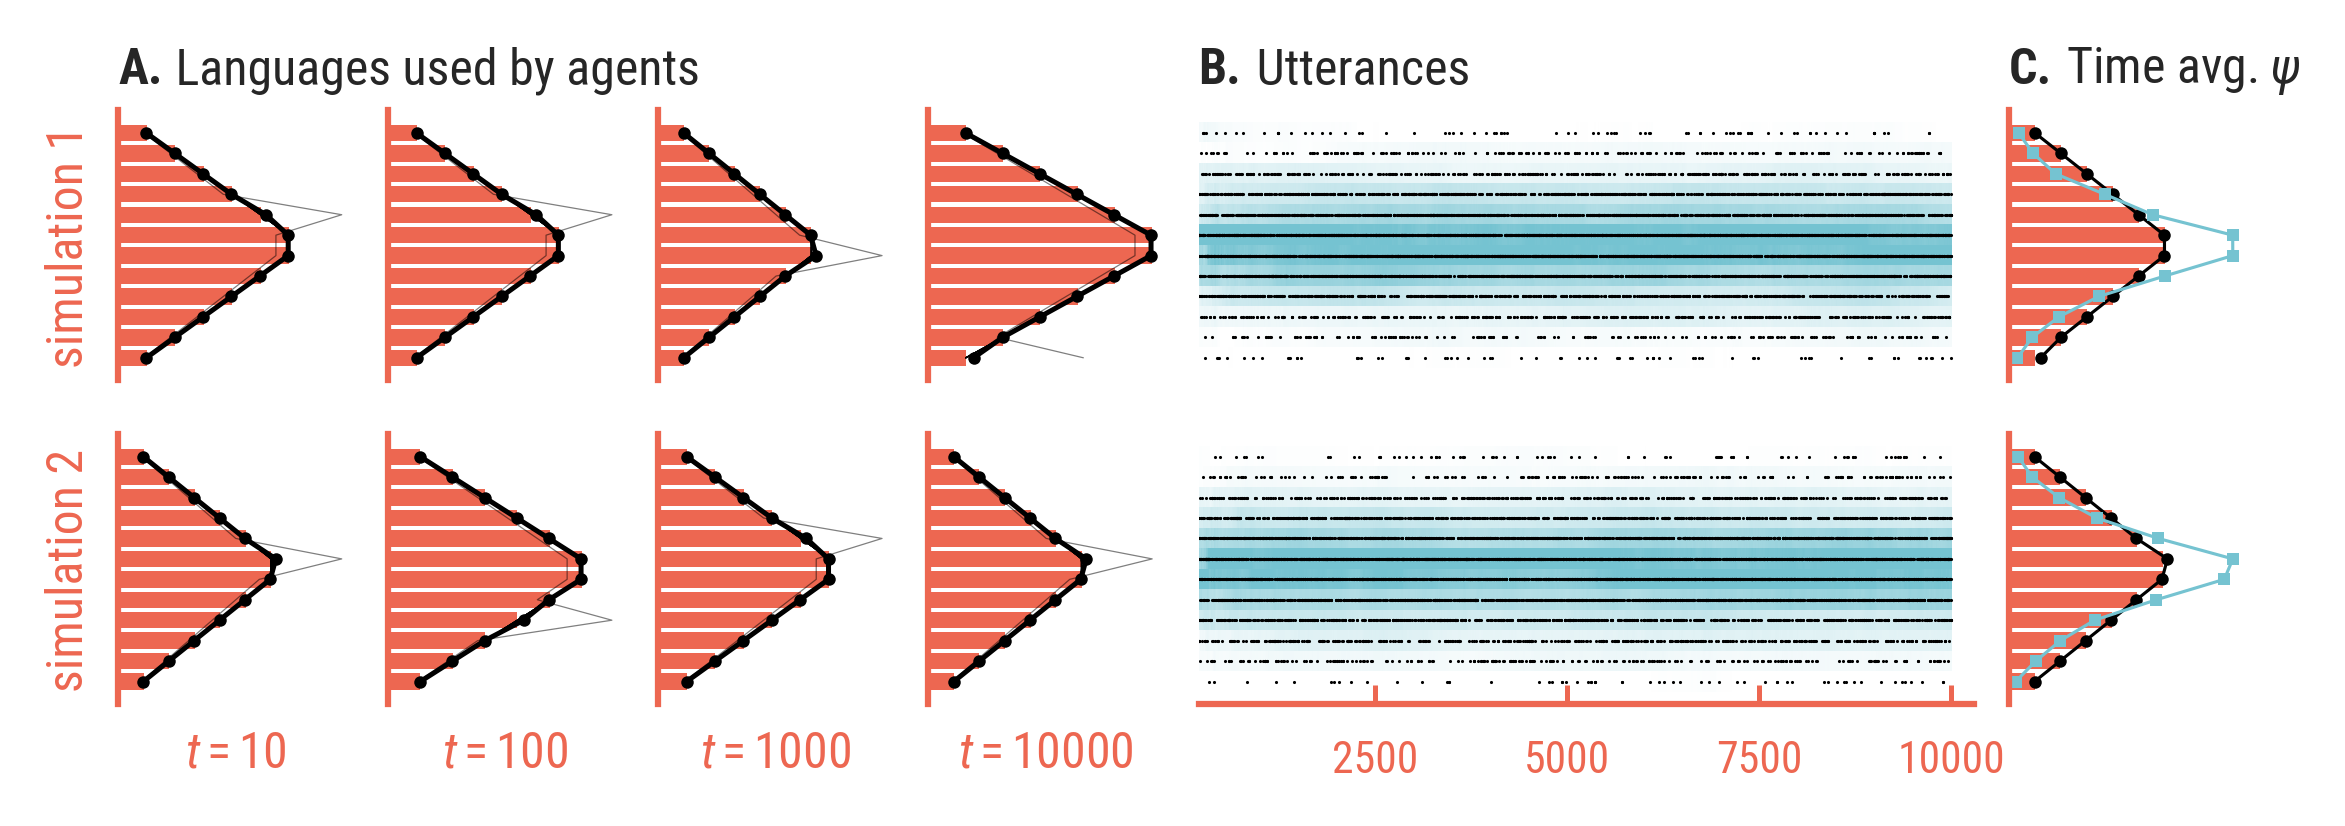 A. Languages used by agents
B. Utterances
C. Time avg. ψ
simulation 1
simulation 2
t = 10
t = 100
t = 1000
t = 10000
2500
5000
7500
10000